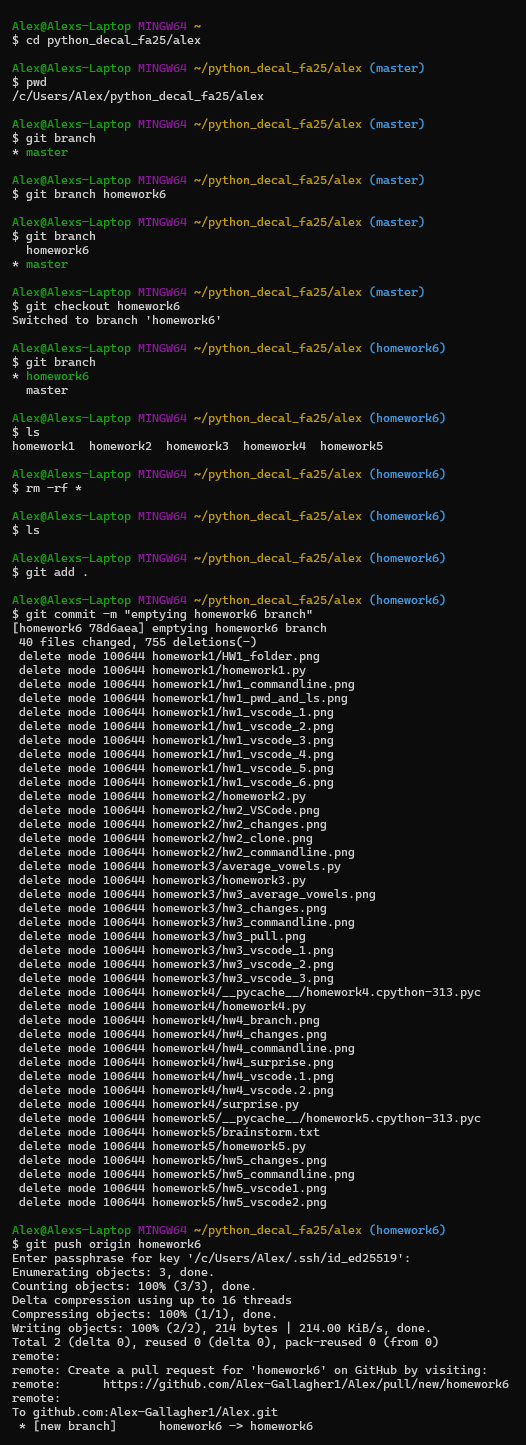 Alex@Alexs-Laptop MINGW64 ~
$ cd python_decal_fa25/alex
Alex@Alexs-Laptop MINGW64 ~/python_decal_fa25/alex (master)
$ pwd
/c/Users/Alex/python_decal_fa25/alex
Alex@Alexs-Laptop MINGW64 ~/python_decal_fa25/alex (master)
$ git branch
* master
Alex@Alexs-Laptop MINGW64 ~/python_decal_fa25/alex (master)
$ git branch homework6
Alex@Alexs-Laptop MINGW64 ~/python_decal_fa25/alex (master)
$ git branch
  homework6
* master
Alex@Alexs-Laptop MINGW64 ~/python_decal_fa25/alex (master)
$ git checkout homework6
Switched to branch 'homework6'
Alex@Alexs-Laptop MINGW64 ~/python_decal_fa25/alex (homework6)
$ git branch
* homework6
  master
Alex@Alexs-Laptop MINGW64 ~/python_decal_fa25/alex (homework6)
$ ls
homework1  homework2  homework3  homework4  homework5
Alex@Alexs-Laptop MINGW64 ~/python_decal_fa25/alex (homework6)
$ rm -rf *
Alex@Alexs-Laptop MINGW64 ~/python_decal_fa25/alex (homework6)
$ ls
Alex@Alexs-Laptop MINGW64 ~/python_decal_fa25/alex (homework6)
$ git add .
Alex@Alexs-Laptop MINGW64 ~/python_decal_fa25/alex (homework6)
$ git commit -m "emptying homework6 branch"
[homework6 78d6aea] emptying homework6 branch
 40 files changed, 755 deletions(-)
 delete mode 100644 homework1/HW1_folder.png
 delete mode 100644 homework1/homework1.py
 delete mode 100644 homework1/hw1_commandline.png
 delete mode 100644 homework1/hw1_pwd_and_ls.png
 delete mode 100644 homework1/hw1_vscode_1.png
 delete mode 100644 homework1/hw1_vscode_2.png
 delete mode 100644 homework1/hw1_vscode_3.png
 delete mode 100644 homework1/hw1_vscode_4.png
 delete mode 100644 homework1/hw1_vscode_5.png
 delete mode 100644 homework1/hw1_vscode_6.png
 delete mode 100644 homework2/homework2.py
 delete mode 100644 homework2/hw2_VSCode.png
 delete mode 100644 homework2/hw2_changes.png
 delete mode 100644 homework2/hw2_clone.png
 delete mode 100644 homework2/hw2_commandline.png
 delete mode 100644 homework3/average_vowels.py
 delete mode 100644 homework3/homework3.py
 delete mode 100644 homework3/hw3_average_vowels.png
 delete mode 100644 homework3/hw3_changes.png
 delete mode 100644 homework3/hw3_commandline.png
 delete mode 100644 homework3/hw3_pull.png
 delete mode 100644 homework3/hw3_vscode_1.png
 delete mode 100644 homework3/hw3_vscode_2.png
 delete mode 100644 homework3/hw3_vscode_3.png
 delete mode 100644 homework4/__pycache__/homework4.cpython-313.pyc
 delete mode 100644 homework4/homework4.py
 delete mode 100644 homework4/hw4_branch.png
 delete mode 100644 homework4/hw4_changes.png
 delete mode 100644 homework4/hw4_commandline.png
 delete mode 100644 homework4/hw4_surprise.png
 delete mode 100644 homework4/hw4_vscode.1.png
 delete mode 100644 homework4/hw4_vscode.2.png
 delete mode 100644 homework4/surprise.py
 delete mode 100644 homework5/__pycache__/homework5.cpython-313.pyc
 delete mode 100644 homework5/brainstorm.txt
 delete mode 100644 homework5/homework5.py
 delete mode 100644 homework5/hw5_changes.png
 delete mode 100644 homework5/hw5_commandline.png
 delete mode 100644 homework5/hw5_vscode1.png
 delete mode 100644 homework5/hw5_vscode2.png
Alex@Alexs-Laptop MINGW64 ~/python_decal_fa25/alex (homework6)
$ git push origin homework6
Enter passphrase for key '/c/Users/Alex/.ssh/id_ed25519':
Enumerating objects: 3, done.
Counting objects: 100% (3/3), done.
Delta compression using up to 16 threads
Compressing objects: 100% (1/1), done.
Writing objects: 100% (2/2), 214 bytes | 214.00 KiB/s, done.
Total 2 (delta 0), reused 0 (delta 0), pack-reused 0 (from 0)
remote:
remote: Create a pull request for 'homework6' on GitHub by visiting:
remote:      https://github.com/Alex-Gallagher1/Alex/pull/new/homework6
remote:
To github.com:Alex-Gallagher1/Alex.git
 * [new branch]      homework6 -> homework6